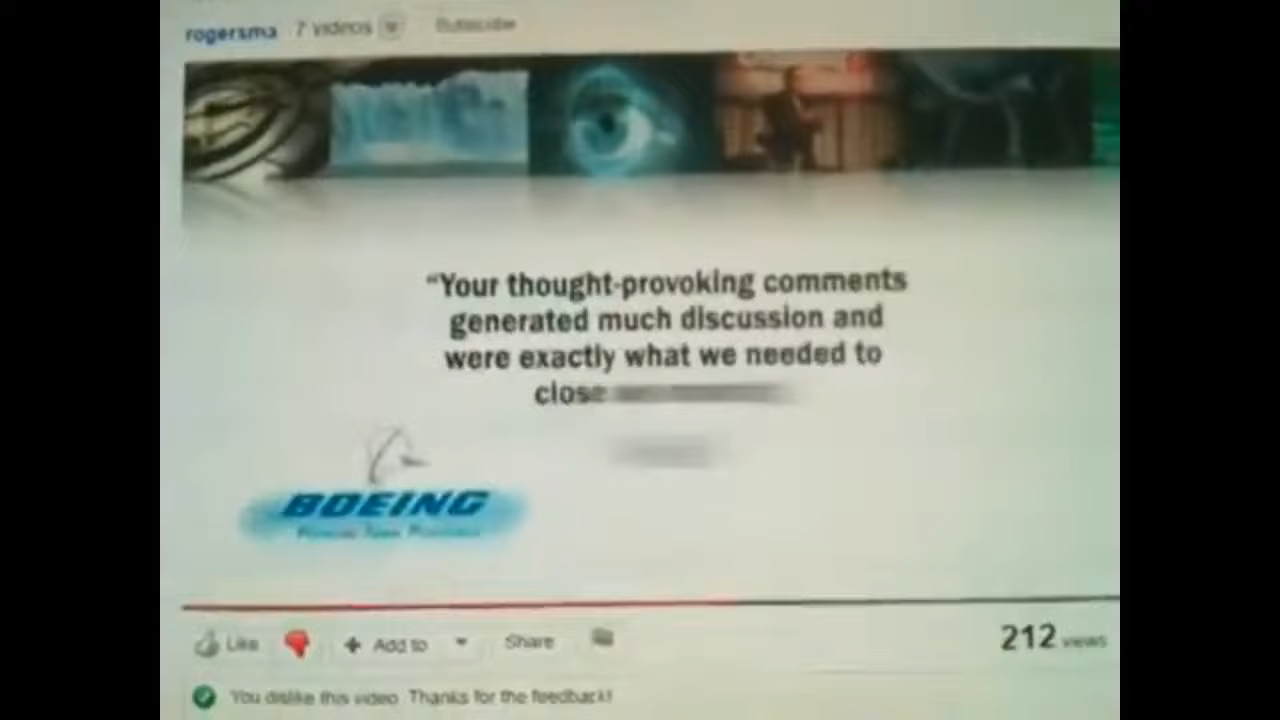 rogersma 7 videos Subscribe
“Your thought-provoking comments
generated much discussion and
were exactly what we needed to
close
BOEING
Like
Add to
Share
212 views
You dislike this video. Thanks for the feedback!